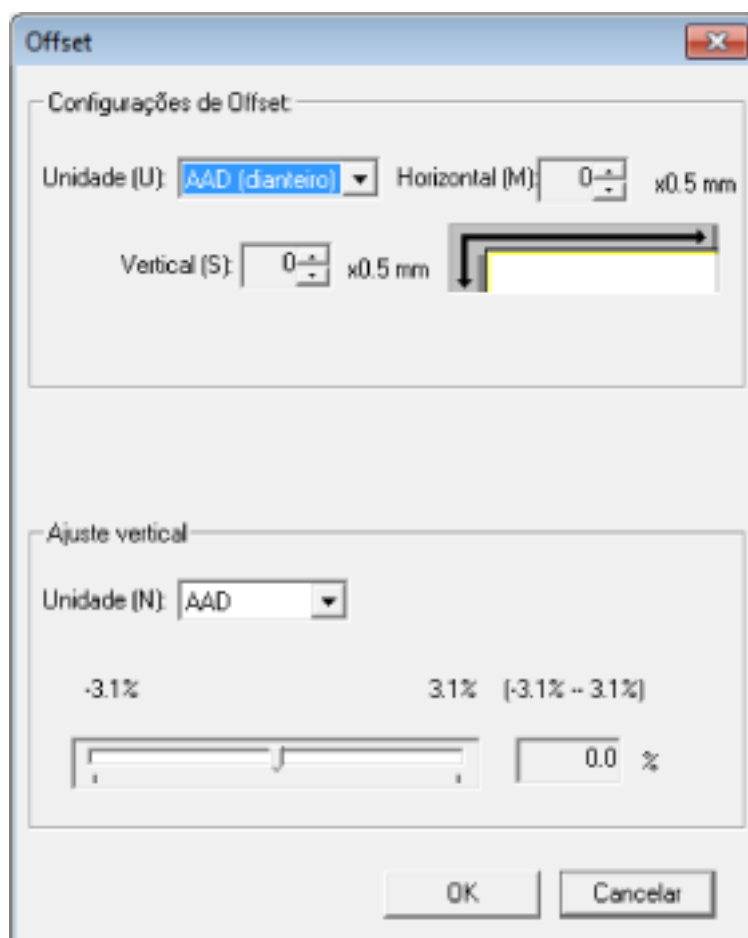 Offset
Configurações de Offset:
Unidade (U): AAD (dianteiro) Horizontal (M): 0 x0.5 mm
Vertical (S): 0 x0.5 mm
Ajuste vertical
Unidade (N): AAD
-3.1% 3.1% (-3.1% -- 3.1%)
0.0 %
OK Cancelar